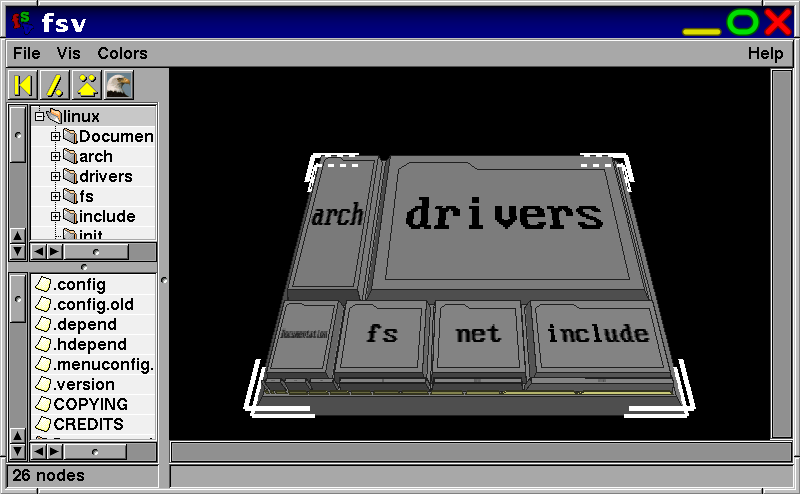 fsv
File Vis Colors Help
linux
Documen
arch
drivers
fs
include
init
.config
.config.old
.depend
.hdepend
.menuconfig.
.version
COPYING
CREDITS
26 nodes
arch drivers
Documentation fs net include